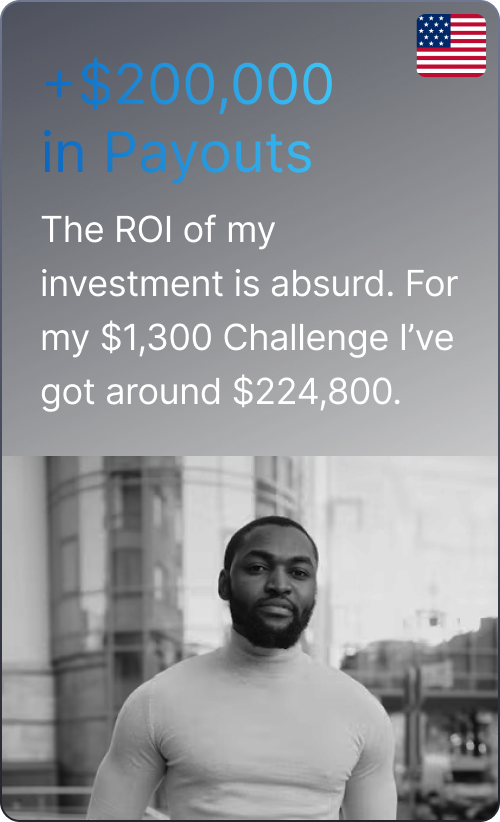 +$200,000
in Payouts
The ROI of my
investment is absurd. For
my $1,300 Challenge I’ve
got around $224,800.